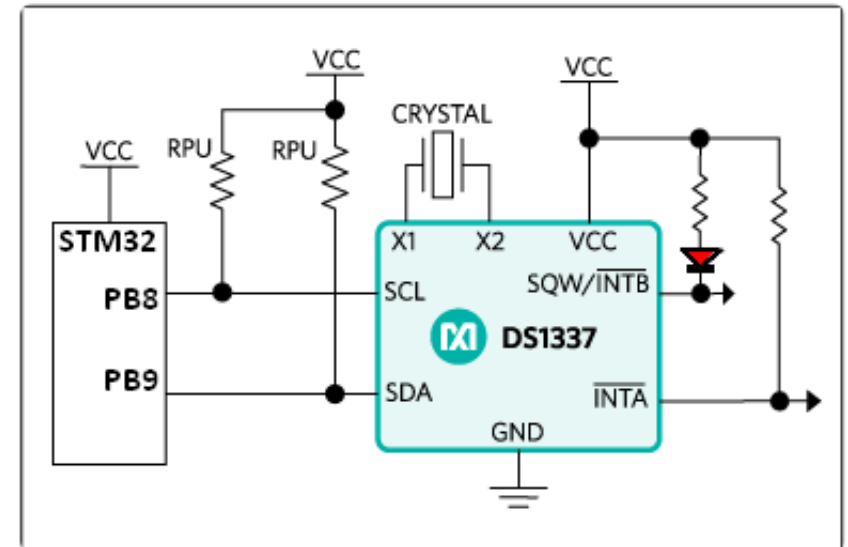 VCC
VCC
CRYSTAL
VCC
RPU
RPU
STM32
X1
X2
VCC
SQW/INTB
PB8
SCL
DS1337
PB9
SDA
INTA
GND